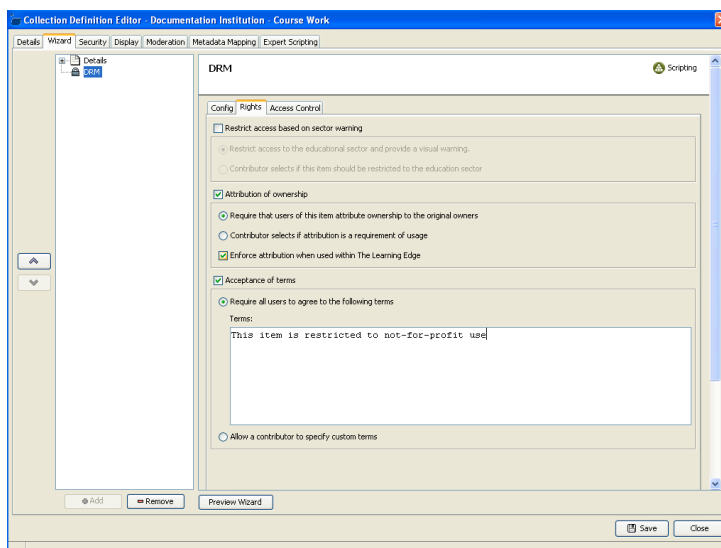 Collection Definition Editor - Documentation Institution - Course Work
Details Wizard Security Display Moderation Metadata Mapping Expert Scripting
Details
DRM
DRM
Scripting
Config Rights Access Control
Restrict access based on sector warning
Restrict access to the educational sector and provide a visual warning.
Contributor selects if this item should be restricted to the education sector
Attribution of ownership
Require that users of this item attribute ownership to the original owners
Contributor selects if attribution is a requirement of usage
Enforce attribution when used within The Learning Edge
Acceptance of terms
Require all users to agree to the following terms
Terms:
This item is restricted to not-for-profit use
Allow a contributor to specify custom terms
Add Remove Preview Wizard
Save Close